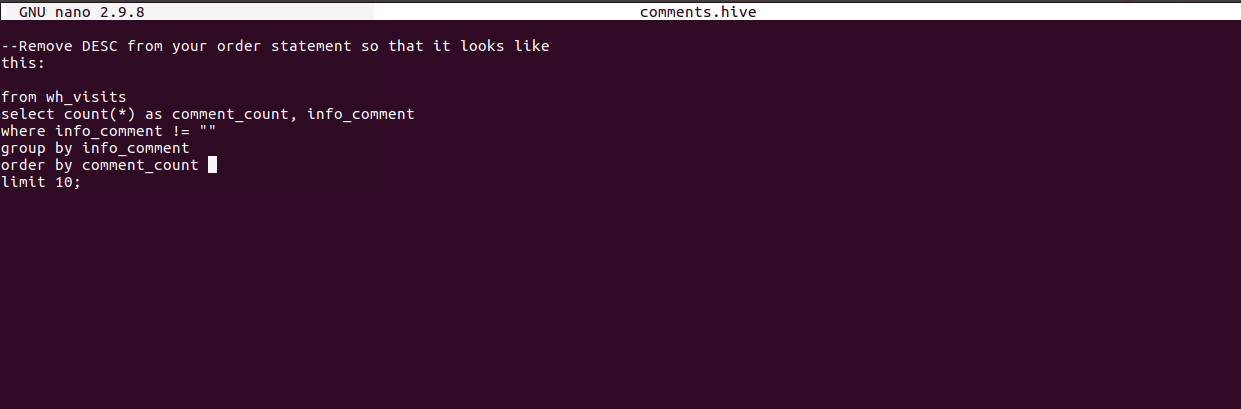 GNU nano 2.9.8 comments.hive
--Remove DESC from your order statement so that it looks like
this:
from wh_visits
select count(*) as comment_count, info_comment
where info_comment != ""
group by info_comment
order by comment_count
limit 10;